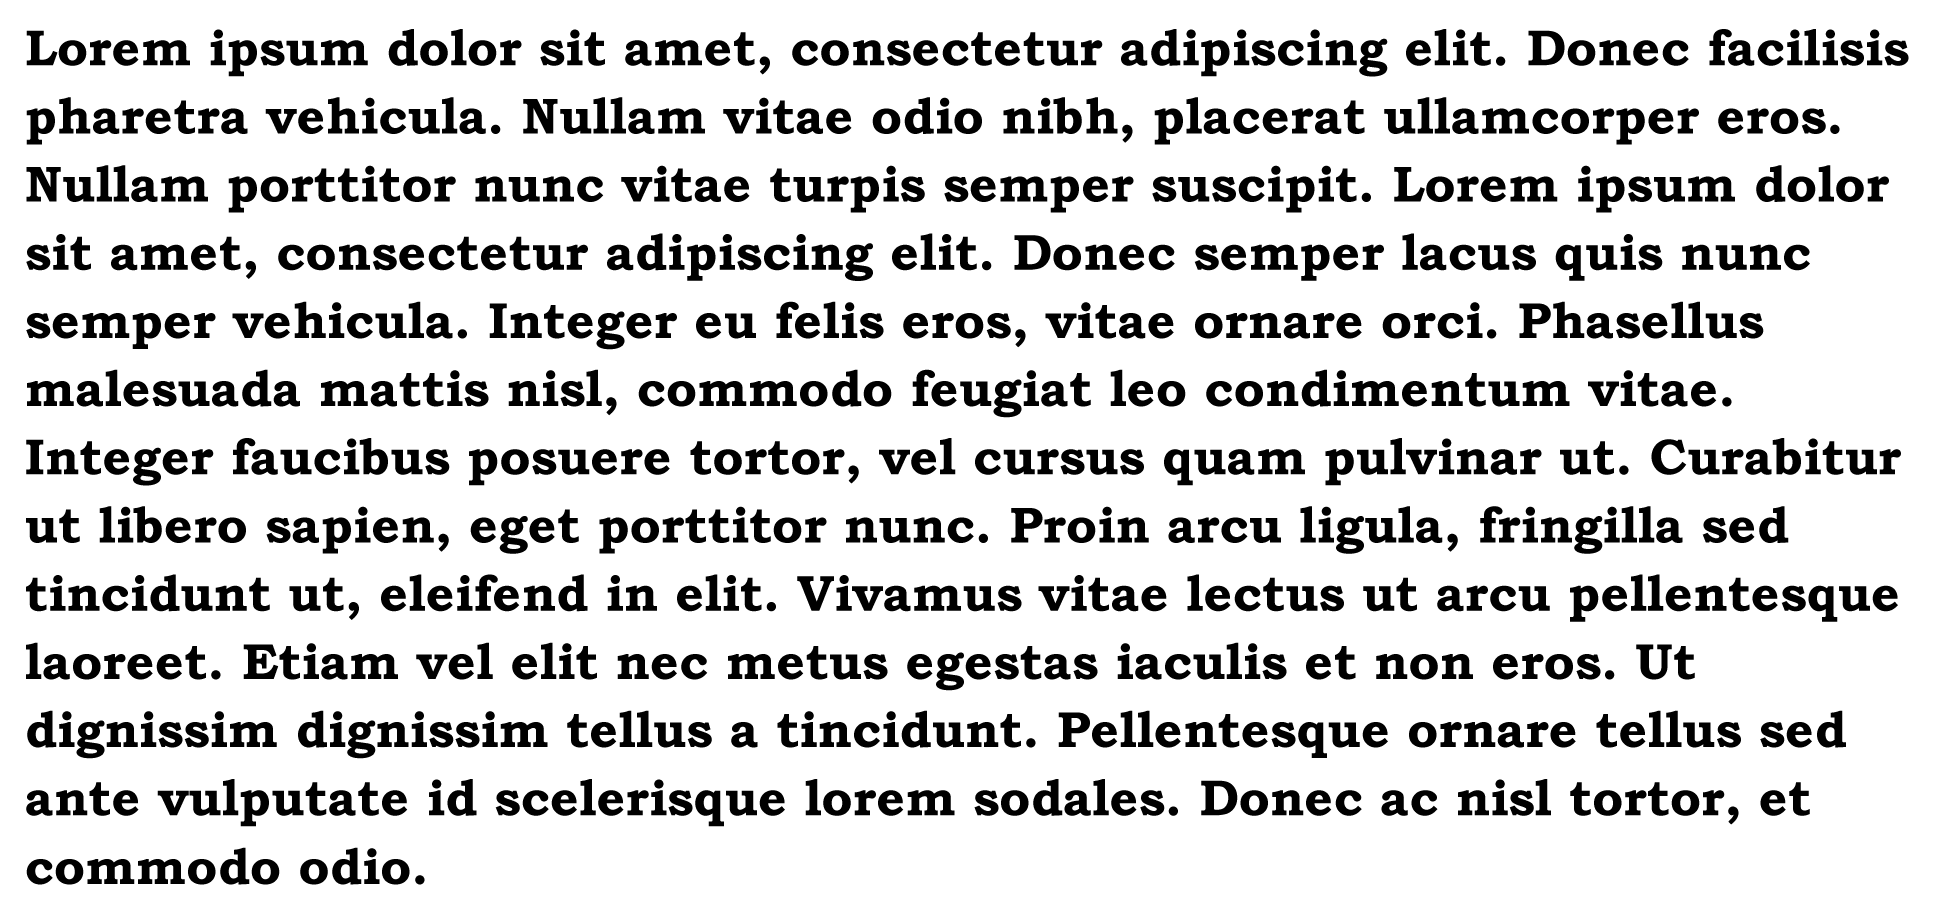 Lorem ipsum dolor sit amet, consectetur adipiscing elit. Donec facilisis
pharetra vehicula. Nullam vitae odio nibh, placerat ullamcorper eros.
Nullam porttitor nunc vitae turpis semper suscipit. Lorem ipsum dolor
sit amet, consectetur adipiscing elit. Donec semper lacus quis nunc
semper vehicula. Integer eu felis eros, vitae ornare orci. Phasellus
malesuada mattis nisl, commodo feugiat leo condimentum vitae.
Integer faucibus posuere tortor, vel cursus quam pulvinar ut. Curabitur
ut libero sapien, eget porttitor nunc. Proin arcu ligula, fringilla sed
tincidunt ut, eleifend in elit. Vivamus vitae lectus ut arcu pellentesque
laoreet. Etiam vel elit nec metus egestas iaculis et non eros. Ut
dignissim dignissim tellus a tincidunt. Pellentesque ornare tellus sed
ante vulputate id scelerisque lorem sodales. Donec ac nisl tortor, et
commodo odio.